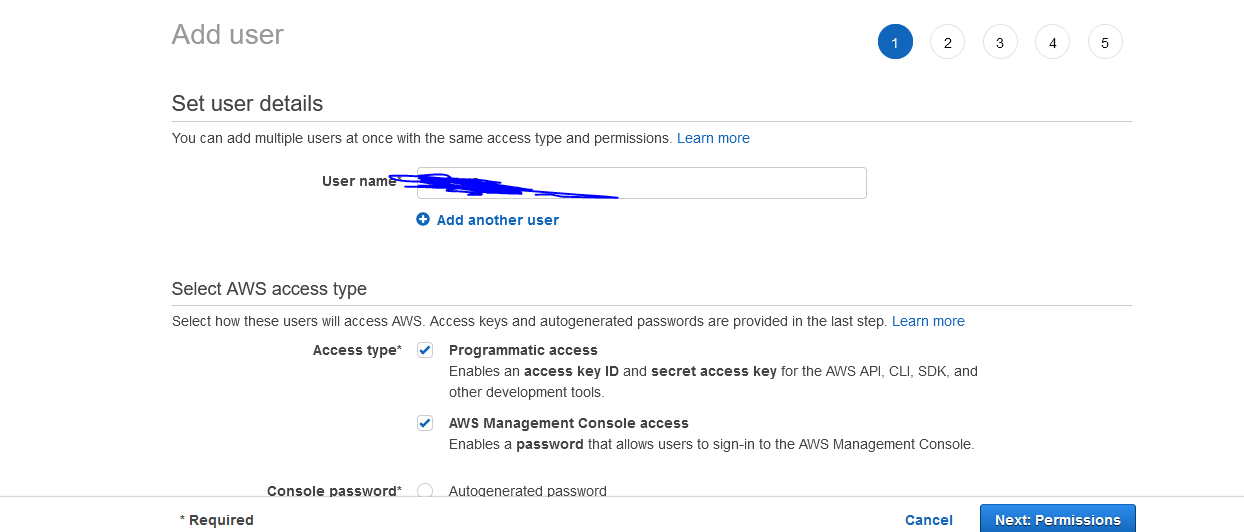 Add user
1 2 3 4 5
Set user details
You can add multiple users at once with the same access type and permissions. Learn more
User name*
Add another user
Select AWS access type
Select how these users will access AWS. Access keys and autogenerated passwords are provided in the last step. Learn more
Access type* Programmatic access
Enables an access key ID and secret access key for the AWS API, CLI, SDK, and
other development tools.
AWS Management Console access
Enables a password that allows users to sign-in to the AWS Management Console.
Console password* Autogenerated password
* Required Cancel Next: Permissions